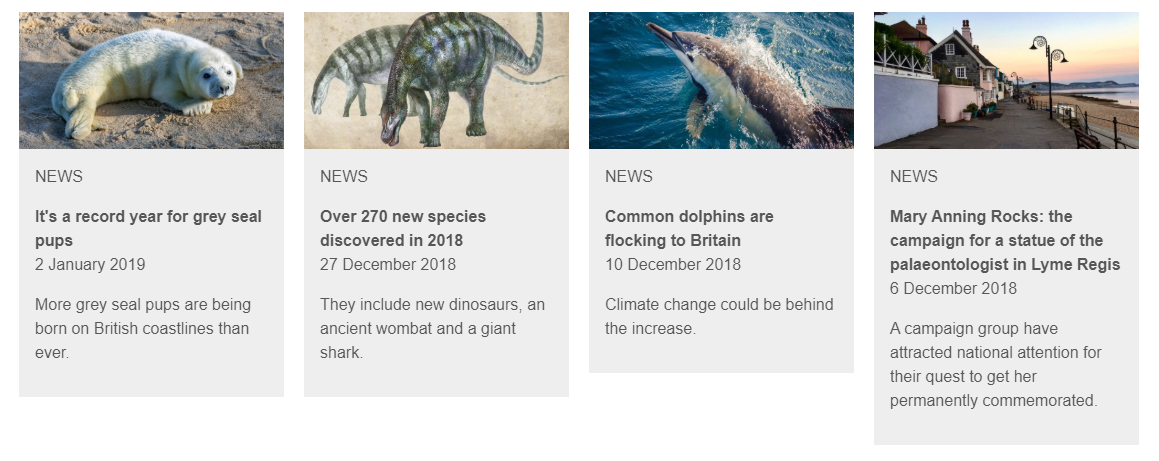 NEWS
It's a record year for grey seal
pups
2 January 2019
More grey seal pups are being
born on British coastlines than
ever.
NEWS
Over 270 new species
discovered in 2018
27 December 2018
They include new dinosaurs, an
ancient wombat and a giant
shark.
NEWS
Common dolphins are
flocking to Britain
10 December 2018
Climate change could be behind
the increase.
NEWS
Mary Anning Rocks: the
campaign for a statue of the
palaeontologist in Lyme Regis
6 December 2018
A campaign group have
attracted national attention for
their quest to get her
permanently commemorated.